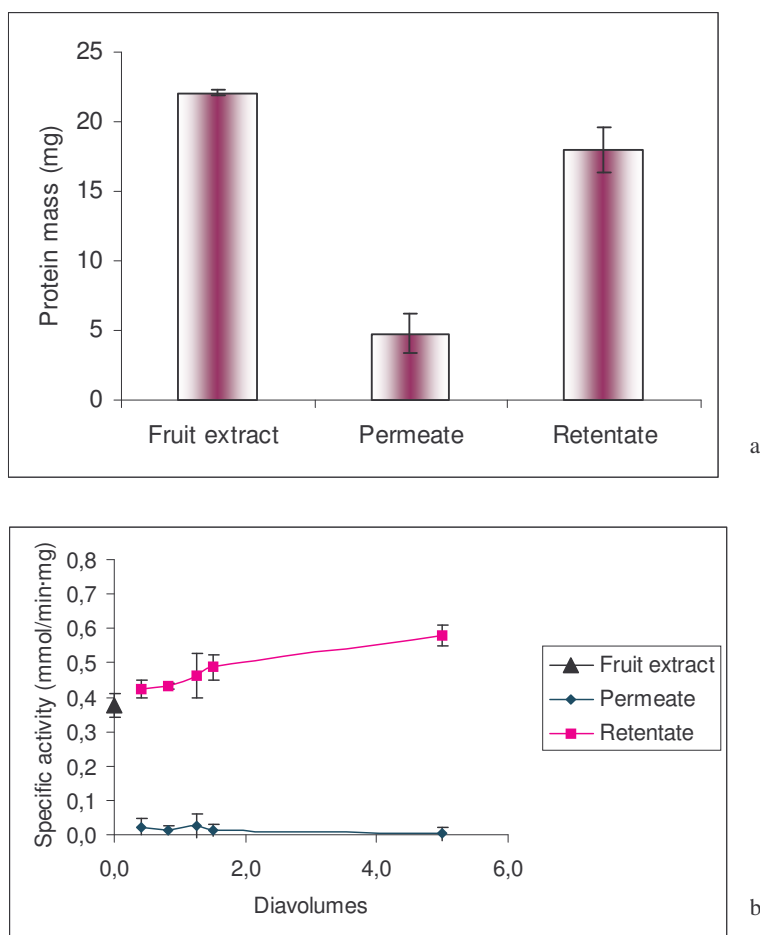 25
20
15
10
5
0
Protein mass (mg)
Fruit extract Permeate Retentate
a
0,8
0,7
0,6
0,5
0,4
0,3
0,2
0,1
0,0
Specific activity (mmol/min·mg)
0,0 2,0 4,0 6,0
Diavolumes
Fruit extract
Permeate
Retentate
b